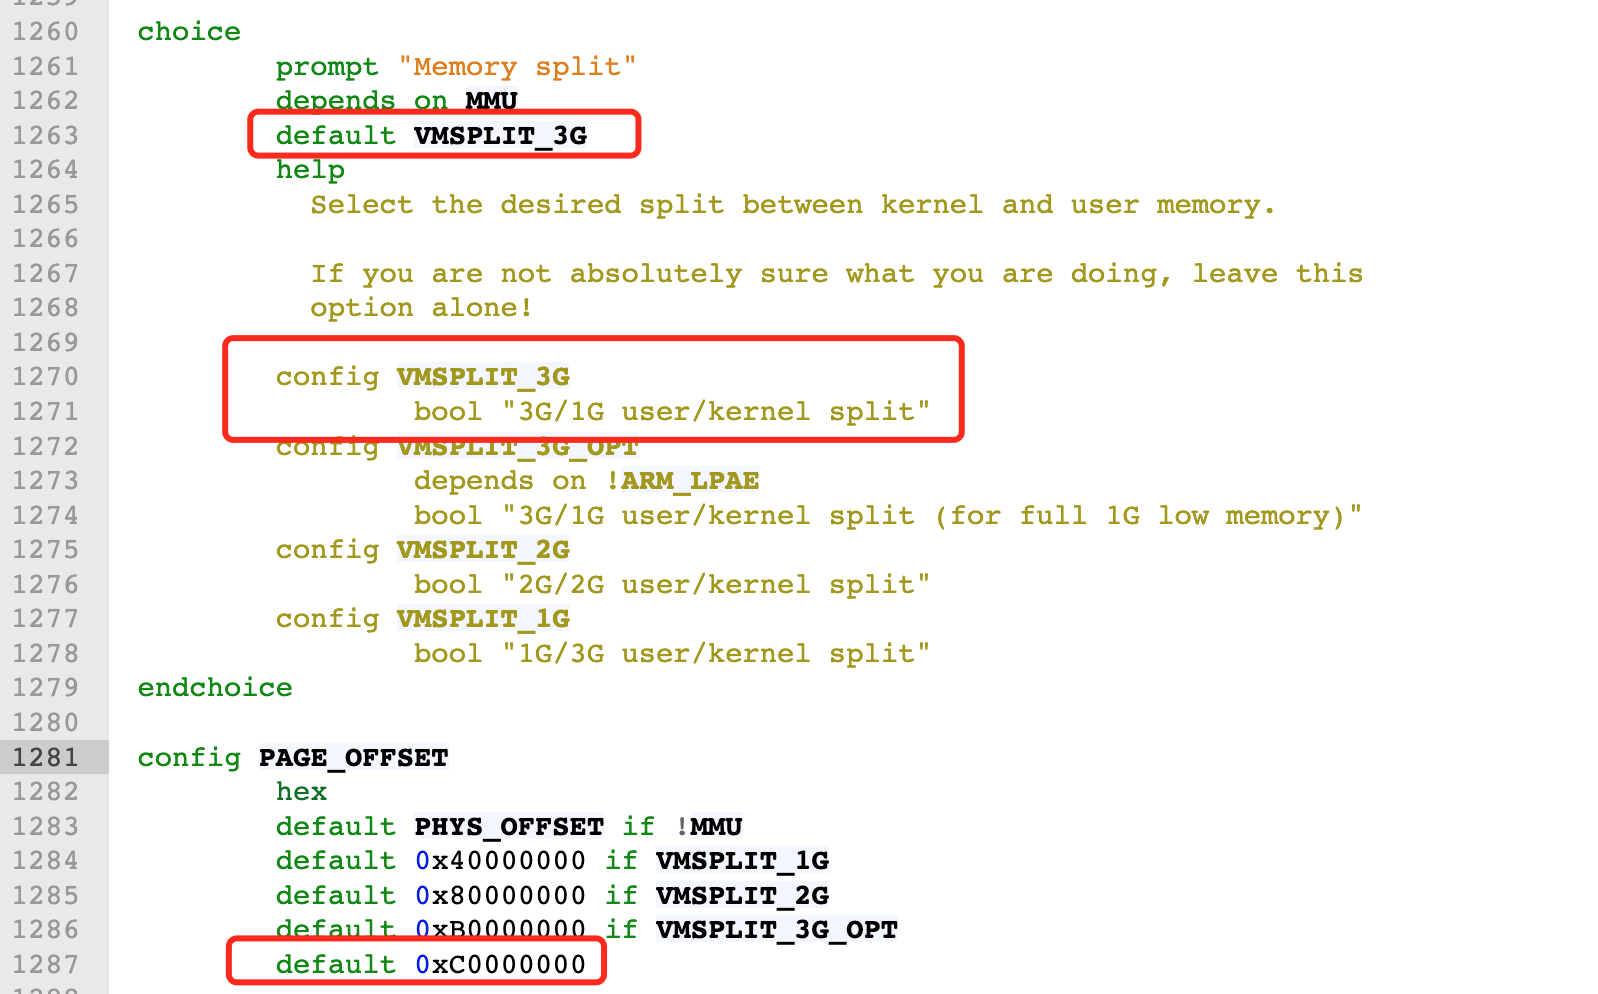 1259
1260 choice
1261 prompt "Memory split"
1262 depends on MMU
1263 default VMSPLIT_3G
1264 help
1265 Select the desired split between kernel and user memory.
1266
1267 If you are not absolutely sure what you are doing, leave this
1268 option alone!
1269
1270 config VMSPLIT_3G
1271 bool "3G/1G user/kernel split"
1272 config VMSPLIT_3G_OPT
1273 depends on !ARM_LPAE
1274 bool "3G/1G user/kernel split (for full 1G low memory)"
1275 config VMSPLIT_2G
1276 bool "2G/2G user/kernel split"
1277 config VMSPLIT_1G
1278 bool "1G/3G user/kernel split"
1279 endchoice
1280
1281 config PAGE_OFFSET
1282 hex
1283 default PHYS_OFFSET if !MMU
1284 default 0x40000000 if VMSPLIT_1G
1285 default 0x80000000 if VMSPLIT_2G
1286 default 0xB0000000 if VMSPLIT_3G_OPT
1287 default 0xC0000000
1288